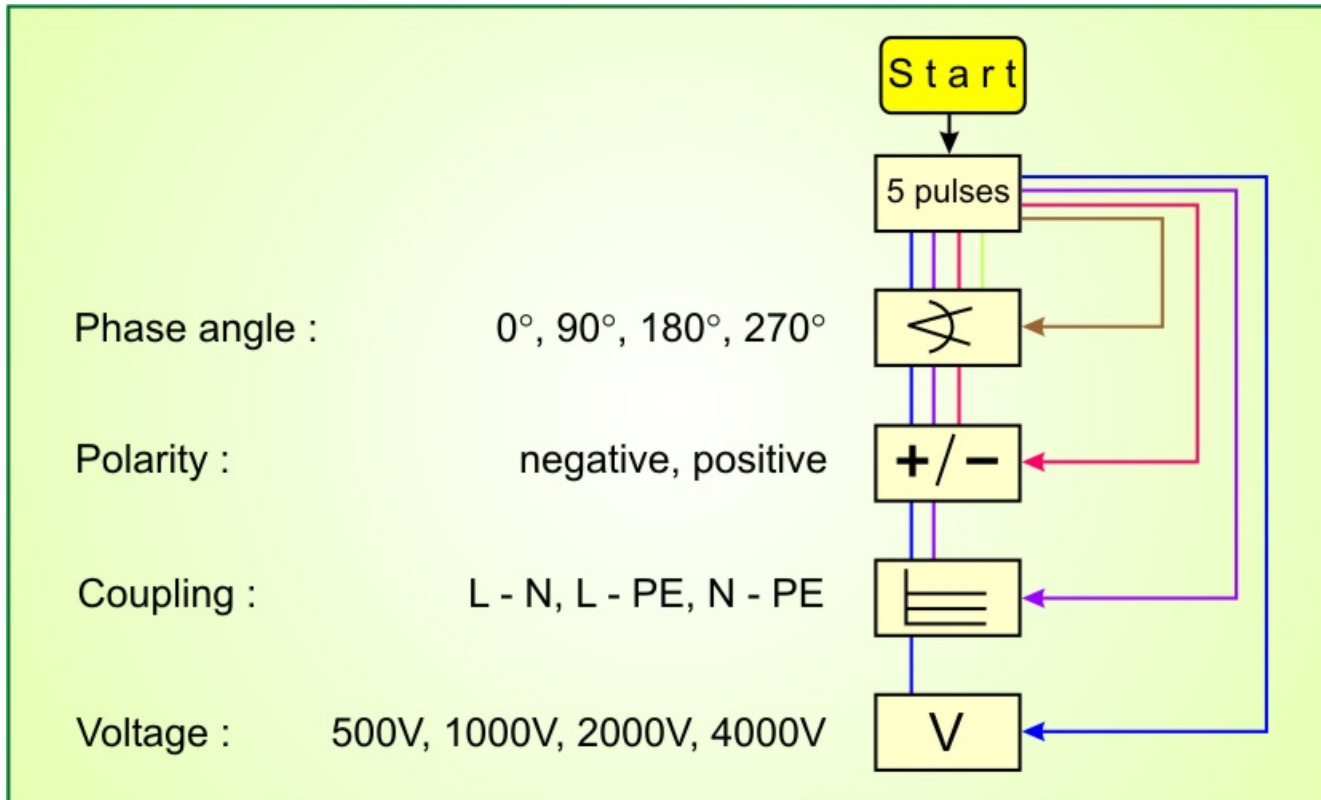 S t a r t
5 pulses
Phase angle : 0°, 90°, 180°, 270°
Polarity : negative, positive
+/-
Coupling : L - N, L - PE, N - PE
Voltage : 500V, 1000V, 2000V, 4000V
V